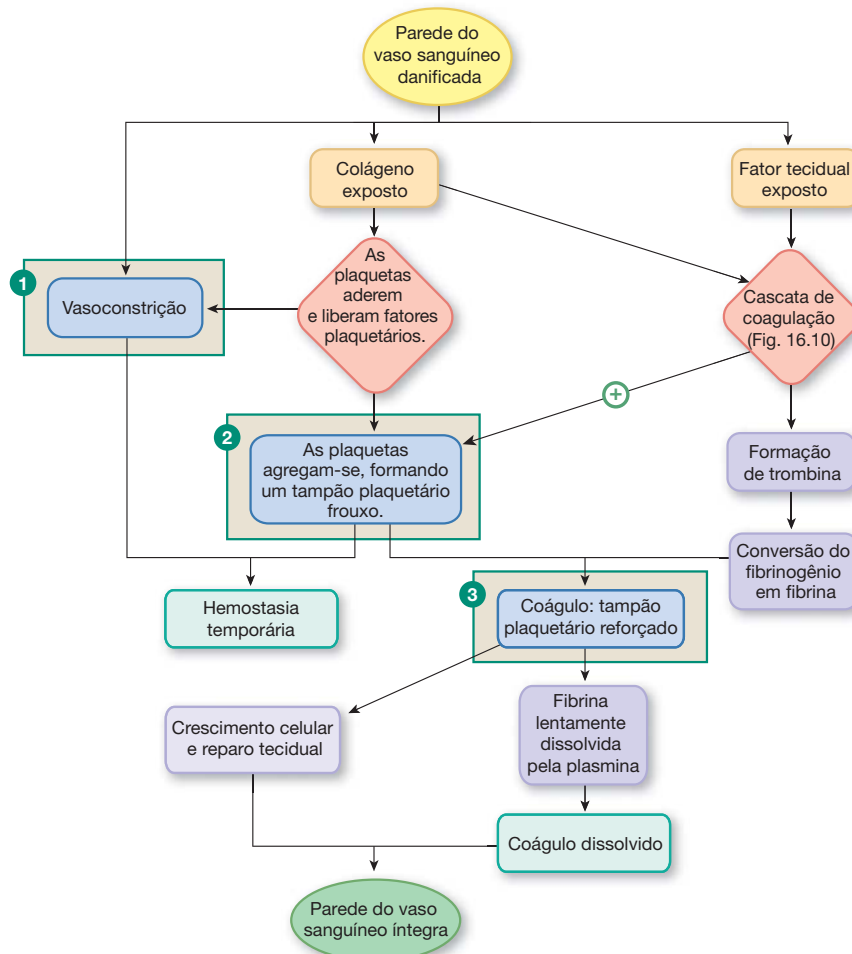 Parede do
vaso sanguíneo
danificada
Colágeno
exposto
Fator tecidual
exposto
1
Vasoconstrição
As
plaquetas
aderem
e liberam fatores
plaquetários.
Cascata de
coagulação
(Fig. 16.10)
+
2
As plaquetas
agregam-se, formando
um tampão plaquetário
frouxo.
Formação
de trombina
Hemostasia
temporária
3
Coágulo: tampão
plaquetário reforçado
Conversão do
fibrinogênio
em fibrina
Crescimento celular
e reparo tecidual
Fibrina
lentamente
dissolvida
pela plasmina
Coágulo dissolvido
Parede do vaso
sanguíneo íntegra